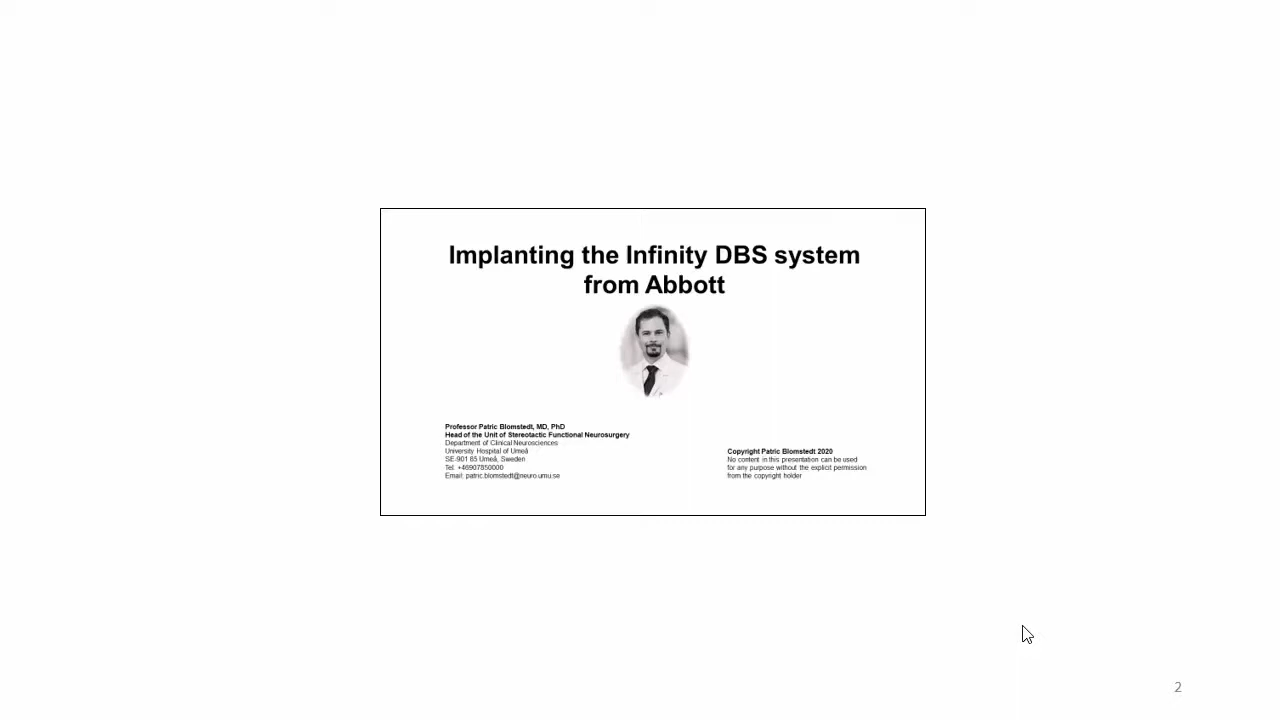 Implanting the Infinity DBS system
from Abbott
Professor Patric Blomstedt, MD, PhD
Head of the Unit of Stereotactic Functional Neurosurgery
Department of Clinical Neurosciences
University Hospital of Umeå
SE-901 85 Umeå, Sweden
Tel: +46907850000
Email: patric.blomstedt@neuro.umu.se
Copyright Patric Blomstedt 2020
No content in this presentation can be used
for any purpose without the explicit permission
from the copyright holder
2